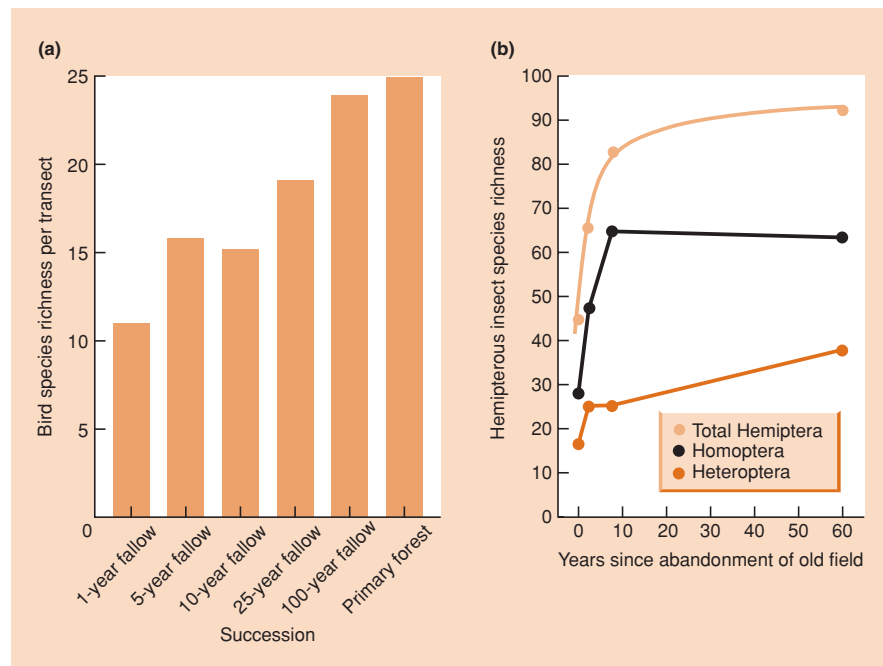 (a)
Bird species richness per transect
25
20
15
10
5
0
1-year fallow
5-year fallow
10-year fallow
25-year fallow
100-year fallow
Primary forest
Succession
(b)
Hemipterous insect species richness
100
90
80
70
60
50
40
30
20
10
0
Total Hemiptera
Homoptera
Heteroptera
0 10 20 30 40 50 60
Years since abandonment of old field